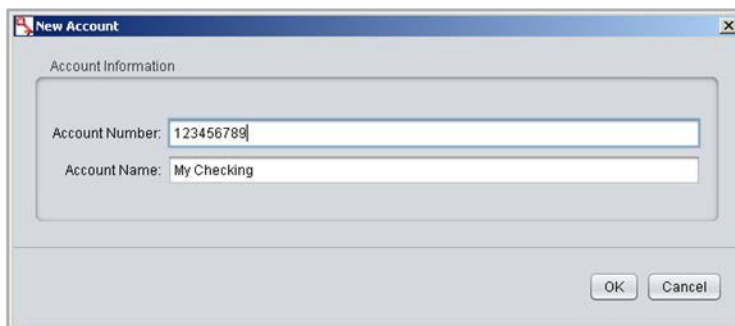 New Account
Account Information
Account Number: 123456789
Account Name: My Checking
OK Cancel